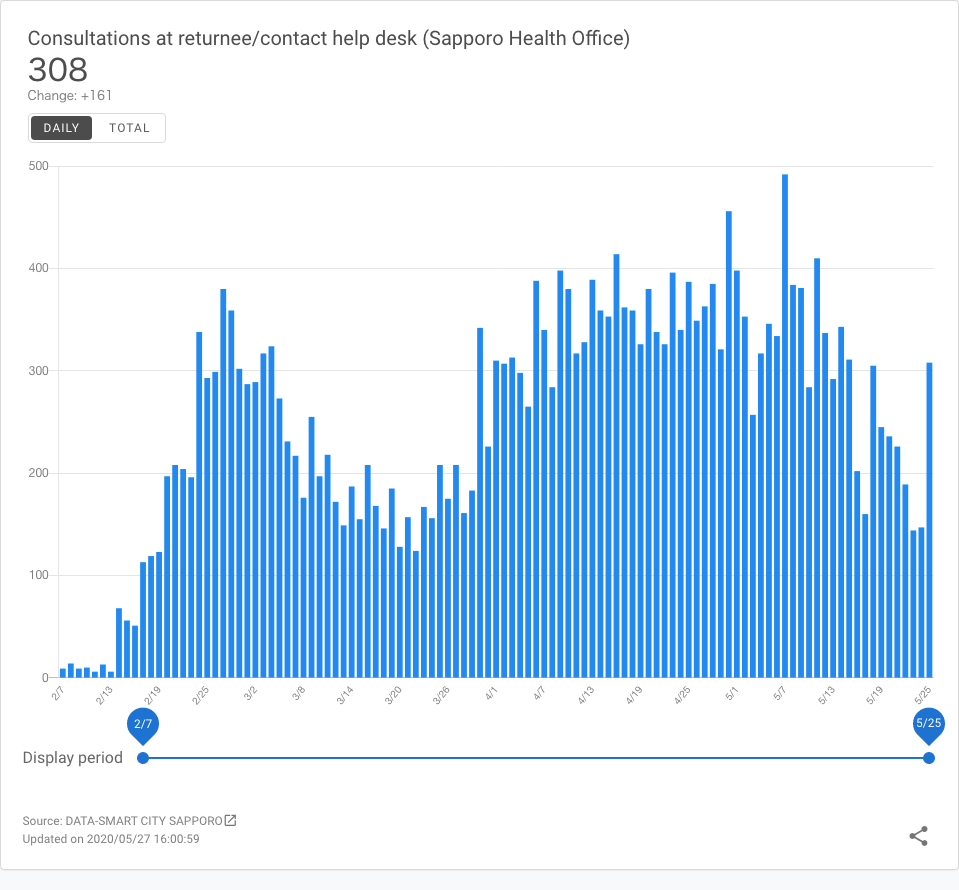 Consultations at returnee/contact help desk (Sapporo Health Office)
308
Change: +161
DAILY TOTAL
500
400
300
200
100
0
2/7 2/13 2/19 2/25 3/2 3/8 3/14 3/20 3/26 4/1 4/7 4/13 4/19 4/25 5/1 5/7 5/13 5/19 5/25
2/7 5/25
Display period
Source: DATA-SMART CITY SAPPORO
Updated on 2020/05/27 16:00:59